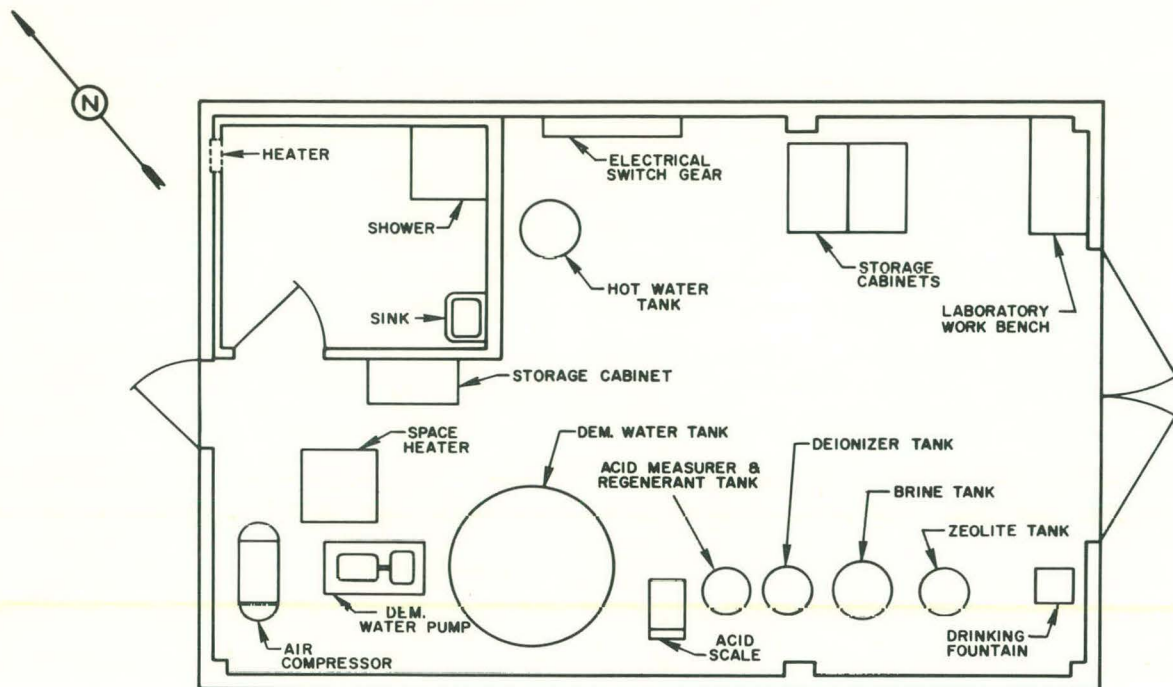 N
HEATER
ELECTRICAL
SWITCH GEAR
SHOWER
STORAGE
CABINETS
HOT WATER
TANK
LABORATORY
WORK BENCH
SINK
STORAGE CABINET
SPACE
HEATER
DEM. WATER TANK
DEIONIZER TANK
ACID MEASURER &
REGENERANT TANK
BRINE TANK
ZEOLITE TANK
DEM.
WATER PUMP
AIR
COMPRESSOR
ACID
SCALE
DRINKING
FOUNTAIN